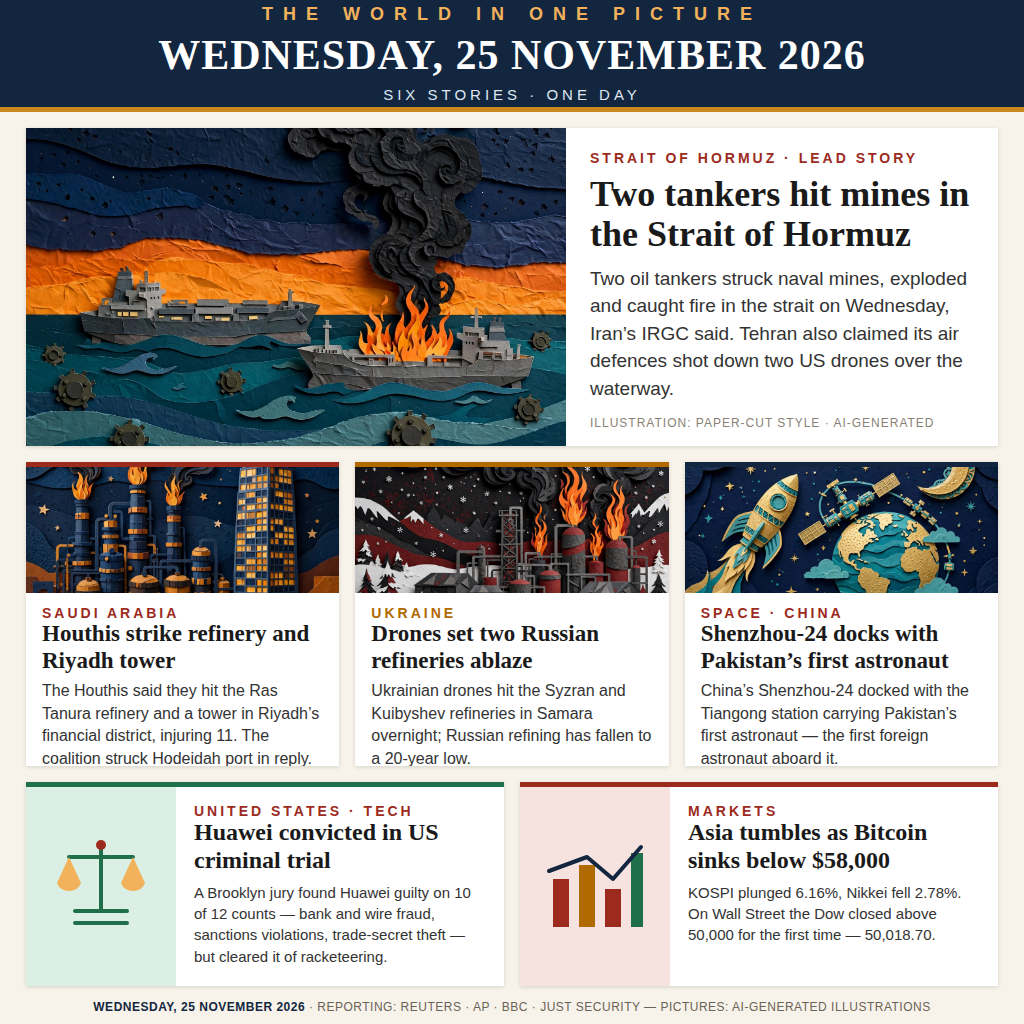 THE WORLD IN ONE PICTURE
WEDNESDAY, 25 NOVEMBER 2026
SIX STORIES · ONE DAY
STRAIT OF HORMUZ · LEAD STORY
Two tankers hit mines in
the Strait of Hormuz
Two oil tankers struck naval mines, exploded
and caught fire in the strait on Wednesday,
Iran’s IRGC said. Tehran also claimed its air
defences shot down two US drones over the
waterway.
ILLUSTRATION: PAPER-CUT STYLE · AI-GENERATED
SAUDI ARABIA
Houthis strike refinery and
Riyadh tower
The Houthis said they hit the Ras
Tanura refinery and a tower in Riyadh’s
financial district, injuring 11. The
coalition struck Hodeidah port in reply.
UKRAINE
Drones set two Russian
refineries ablaze
Ukrainian drones hit the Syzran and
Kuibyshev refineries in Samara
overnight; Russian refining has fallen to
a 20-year low.
SPACE · CHINA
Shenzhou-24 docks with
Pakistan’s first astronaut
China’s Shenzhou-24 docked with the
Tiangong station carrying Pakistan’s
first astronaut — the first foreign
astronaut aboard it.
UNITED STATES · TECH
Huawei convicted in US
criminal trial
A Brooklyn jury found Huawei guilty on 10
of 12 counts — bank and wire fraud,
sanctions violations, trade-secret theft —
but cleared it of racketeering.
MARKETS
Asia tumbles as Bitcoin
sinks below $58,000
KOSPI plunged 6.16%, Nikkei fell 2.78%.
On Wall Street the Dow closed above
50,000 for the first time — 50,018.70.
WEDNESDAY, 25 NOVEMBER 2026 · REPORTING: REUTERS · AP · BBC · JUST SECURITY — PICTURES: AI-GENERATED ILLUSTRATIONS